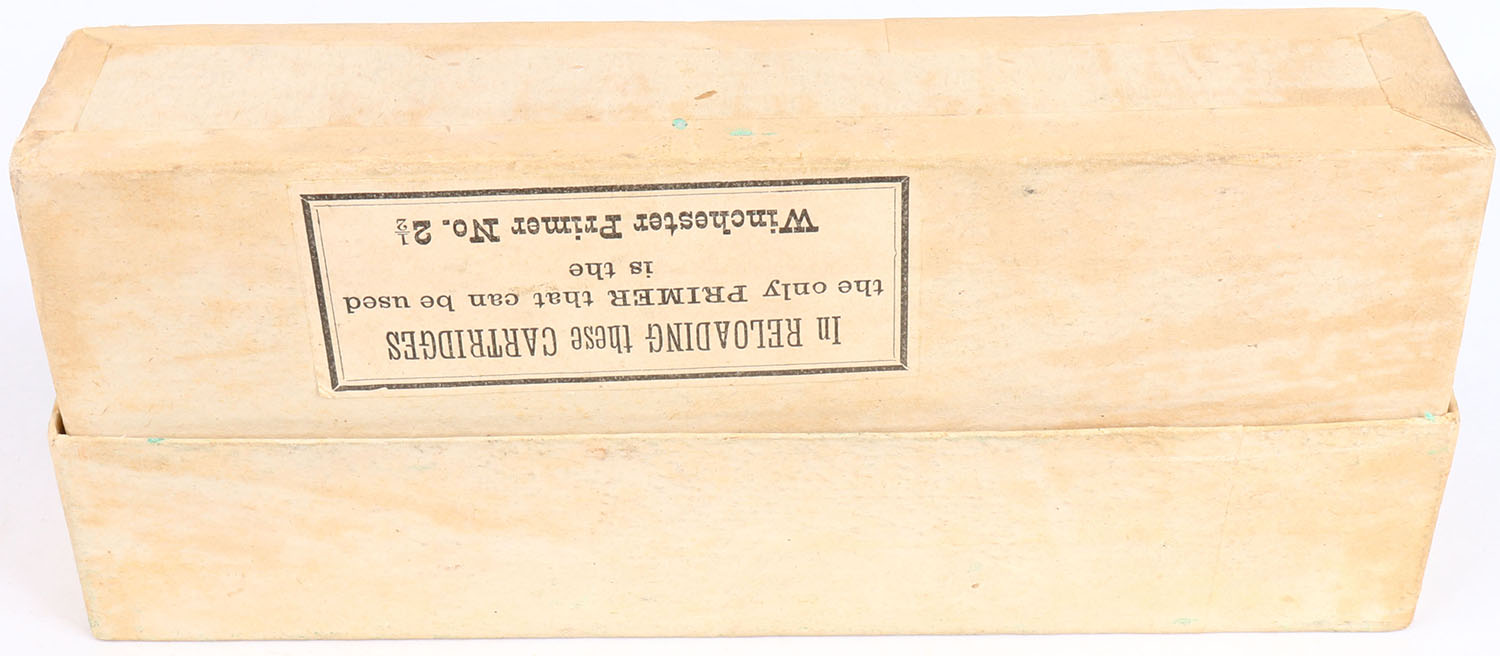 In RELOADING these CARTRIDGES
the only PRIMER that can be used
is the
Winchester Primer No. 2½